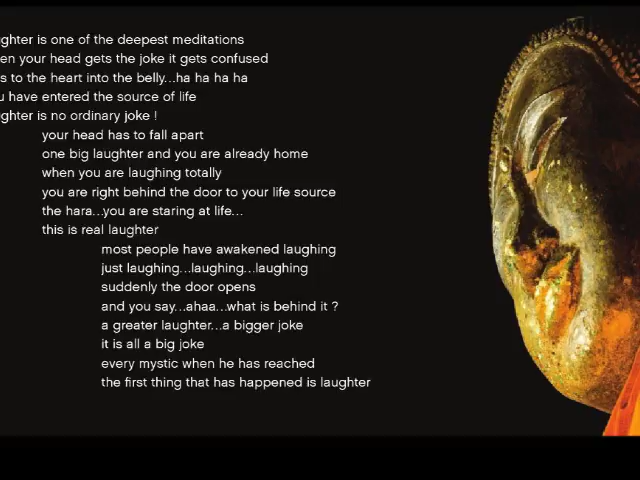 ghter is one of the deepest meditations
en your head gets the joke it gets confused
s to the heart into the belly...ha ha ha ha
u have entered the source of life
ghter is no ordinary joke !
your head has to fall apart
one big laughter and you are already home
when you are laughing totally
you are right behind the door to your life source
the hara...you are staring at life...
this is real laughter
most people have awakened laughing
just laughing...laughing...laughing
suddenly the door opens
and you say...ahaa...what is behind it ?
a greater laughter...a bigger joke
it is all a big joke
every mystic when he has reached
the first thing that has happened is laughter